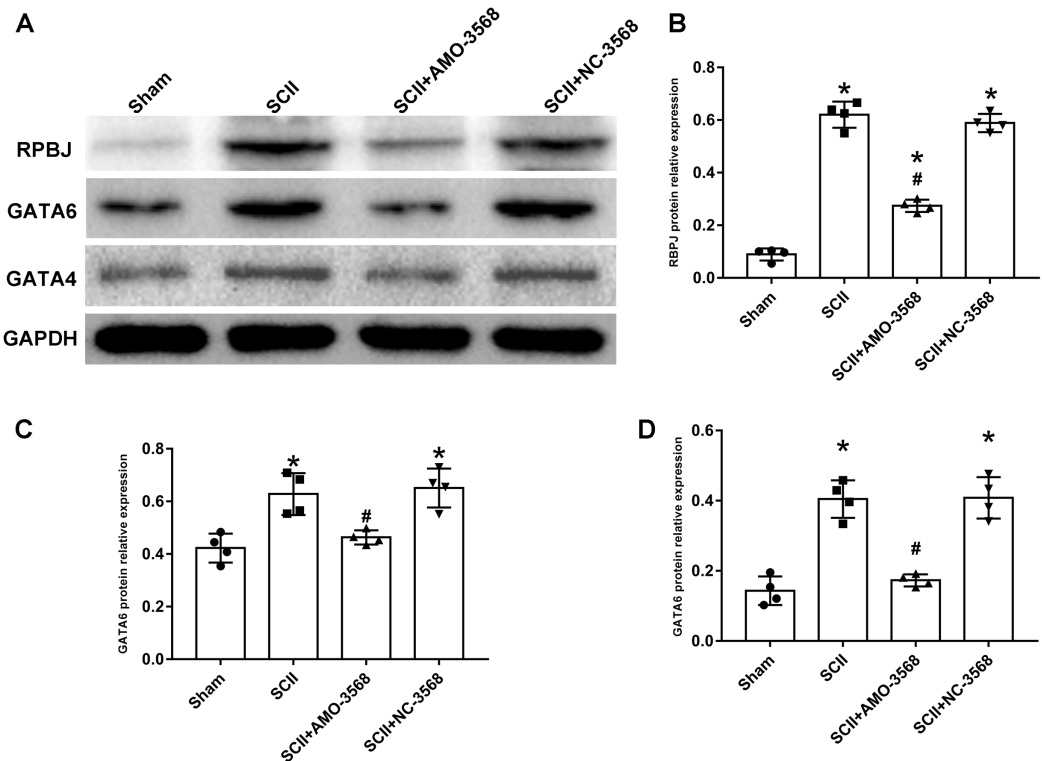 A
Sham
SCII
SCII+AMO-3568
SCII+NC-3568
RPBJ
GATA6
GATA4
GAPDH
B
RBPJ protein relative expression
0.8
0.6
0.4
0.2
0.0
*
*
#
*
Sham
SCII
SCII+AMO-3568
SCII+NC-3568
C
GATA6 protein relative expression
0.8
0.6
0.4
0.2
0.0
*
#
*
Sham
SCII
SCII+AMO-3568
SCII+NC-3568
D
GATA6 protein relative expression
0.6
0.4
0.2
0.0
*
#
*
Sham
SCII
SCII+AMO-3568
SCII+NC-3568